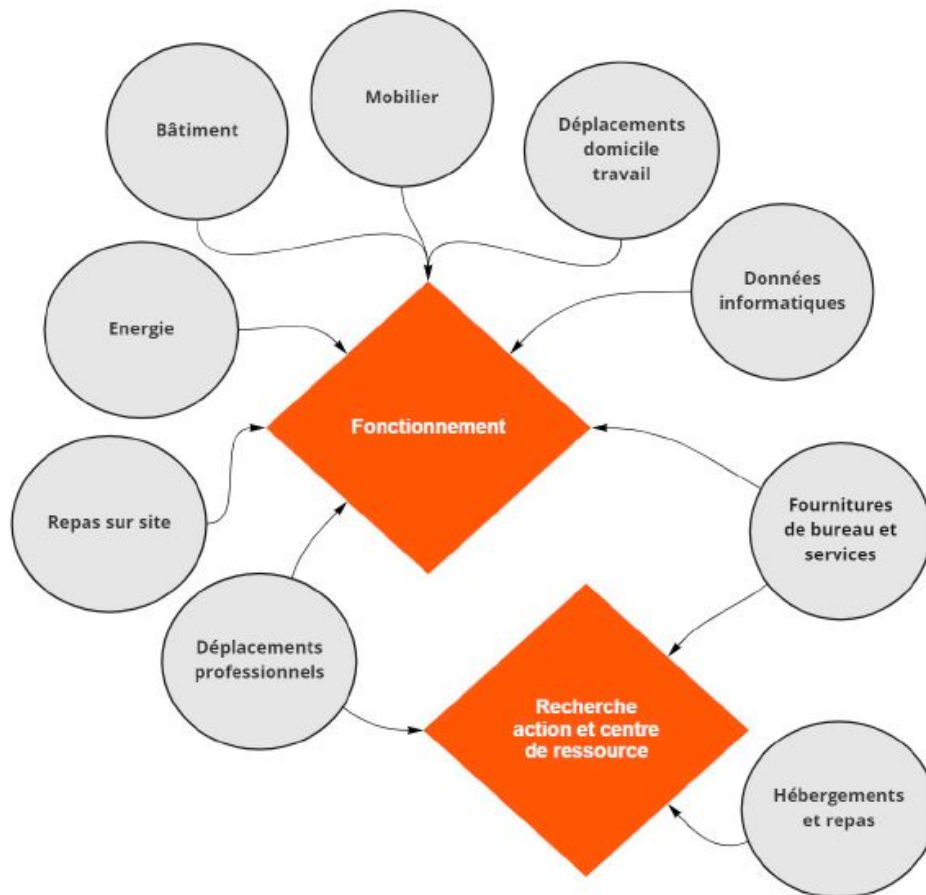 Bâtiment
Mobilier
Déplacements
domicile
travail
Energie
Données
informatiques
Fonctionnement
Repas sur site
Fournitures
de bureau et
services
Déplacements
professionnels
Recherche
action et centre
de ressource
Hébergements
et repas